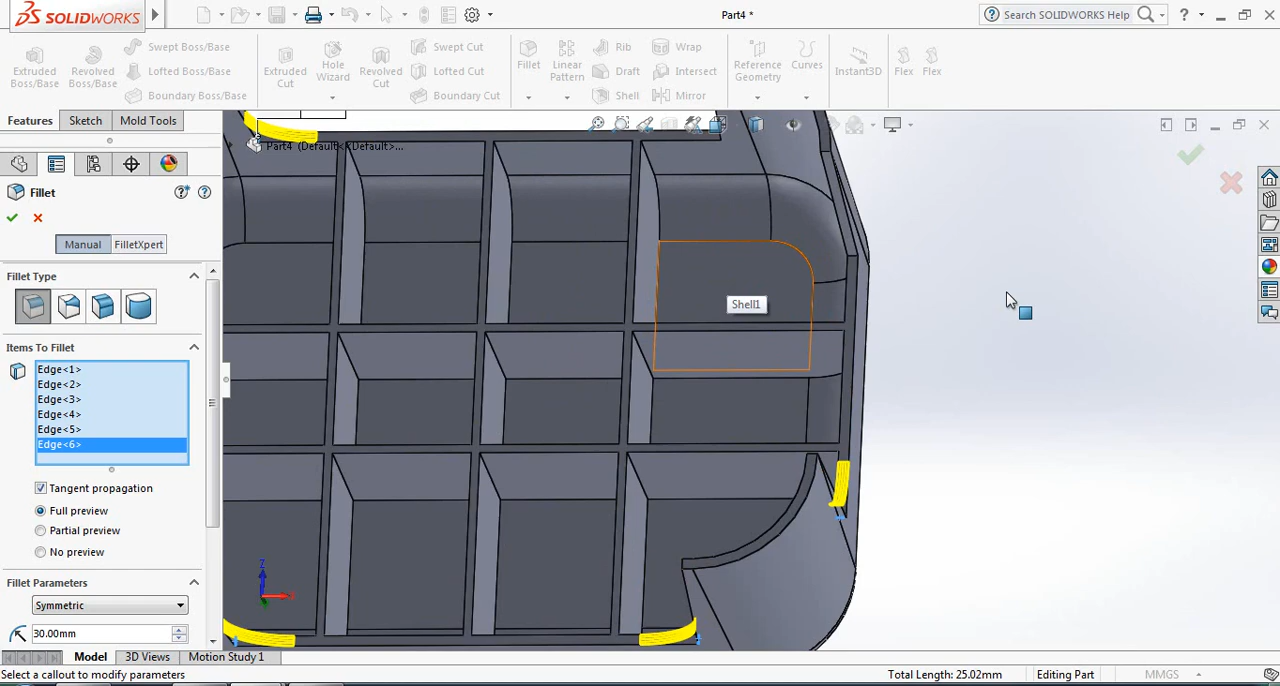 SOLIDWORKS
Part4 *
Search SOLIDWORKS Help
?
Extruded Boss/Base
Revolved Boss/Base
Swept Boss/Base
Lofted Boss/Base
Boundary Boss/Base
Extruded Cut
Hole Wizard
Revolved Cut
Swept Cut
Lofted Cut
Boundary Cut
Fillet
Linear Pattern
Rib
Draft
Shell
Wrap
Intersect
Mirror
Reference Geometry
Curves
Instant3D
Flex
Flex
Features
Sketch
Mold Tools
Part4 (Default<<Default>...
Fillet
Manual
FilletXpert
Fillet Type
Items To Fillet
Edge<1>
Edge<2>
Edge<3>
Edge<4>
Edge<5>
Edge<6>
Tangent propagation
Full preview
Partial preview
No preview
Fillet Parameters
Symmetric
30.00mm
Shell1
Z
Model
3D Views
Motion Study 1
Select a callout to modify parameters
Total Length: 25.02mm
Editing Part
MMGS